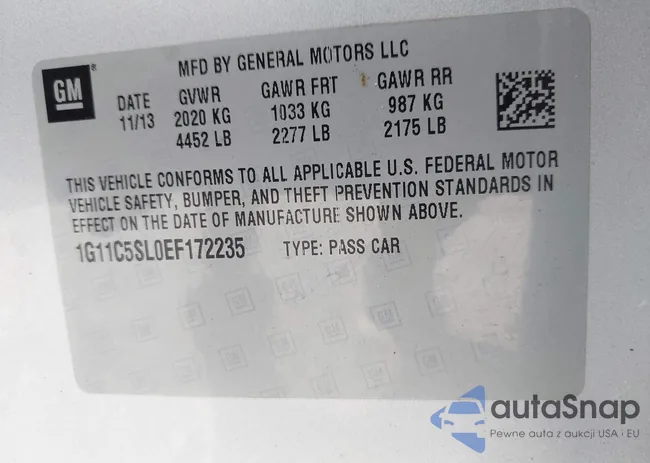 GM ® MFD BY GENERAL MOTORS LLC
DATE GVWR GAWR FRT GAWR RR
11/13 2020 KG 1033 KG 987 KG
4452 LB 2277 LB 2175 LB
THIS VEHICLE CONFORMS TO ALL APPLICABLE U.S. FEDERAL MOTOR
VEHICLE SAFETY, BUMPER, AND THEFT PREVENTION STANDARDS IN
EFFECT ON THE DATE OF MANUFACTURE SHOWN ABOVE.
1G11C5SL0EF172235 TYPE: PASS CAR
autaSnap
Pewne auta z aukcji USA i EU